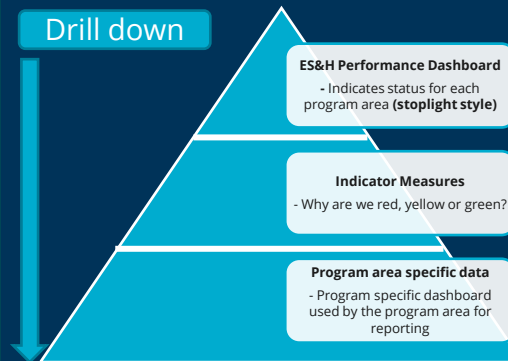 Drill down
ES&H Performance Dashboard
- Indicates status for each
program area (stoplight style)
Indicator Measures
- Why are we red, yellow or green?
Program area specific data
- Program specific dashboard
used by the program area for
reporting